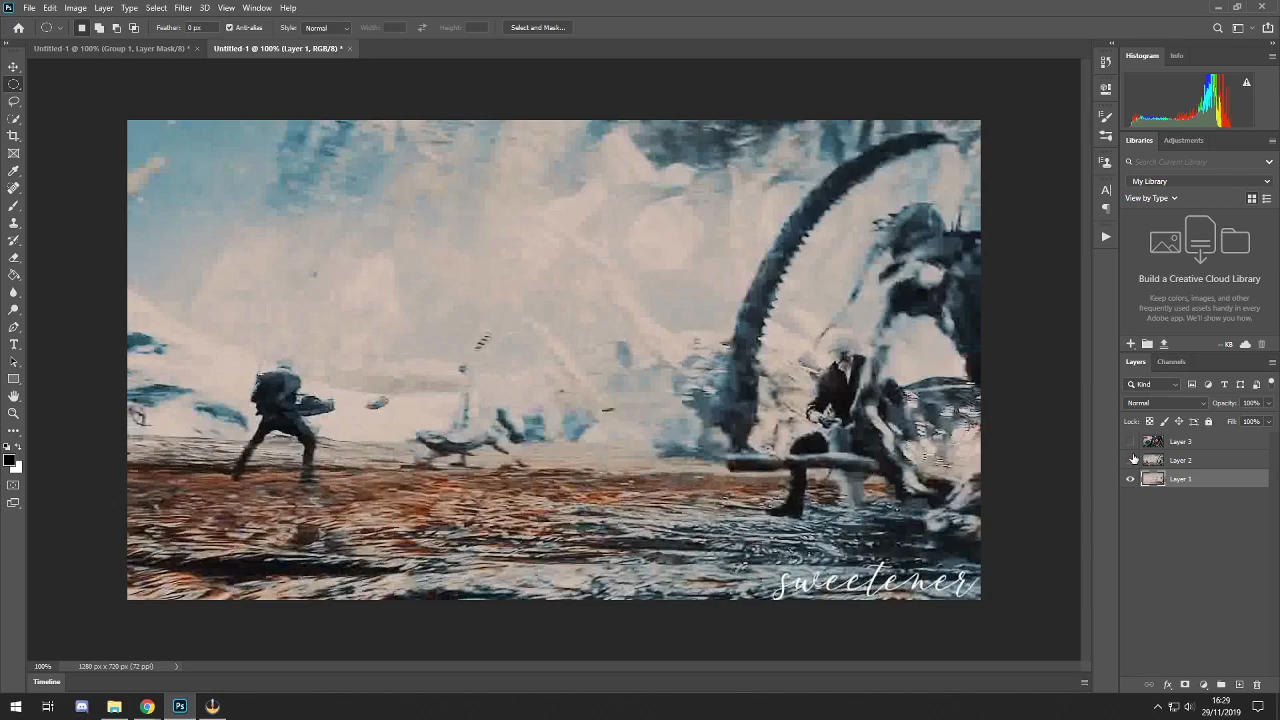 File Edit Image Layer Type Select Filter 3D View Window Help
Feather: 0 px Antialias Style: Normal Width: Height: Select and Mask...
Untitled-1 @ 100% (Group 1, Layer Mask/8) * × Untitled-1 @ 100% (Layer 1, RGB/8) * ×
Histogram Info
Libraries Adjustments
Search Current Library
My Library
View by Type
Build a Creative Cloud Library
Keep colors, images, and other
frequently used assets handy in every
Adobe app. We'll show you how.
-- KB
Layers Channels
Kind
Normal Opacity: 100%
Lock: Fill: 100%
Layer 3
Layer 2
Layer 1
sweetener
100% 1280 px x 720 px (72 ppi)
Timeline
16:29
29/11/2019